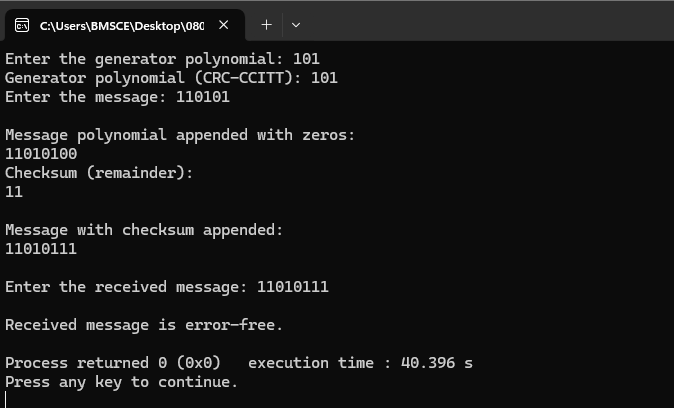 C:\Users\BMSCE\Desktop\080
Enter the generator polynomial: 101
Generator polynomial (CRC-CCITT): 101
Enter the message: 110101
Message polynomial appended with zeros:
11010100
Checksum (remainder):
11
Message with checksum appended:
11010111
Enter the received message: 11010111
Received message is error-free.
Process returned 0 (0x0)   execution time : 40.396 s
Press any key to continue.